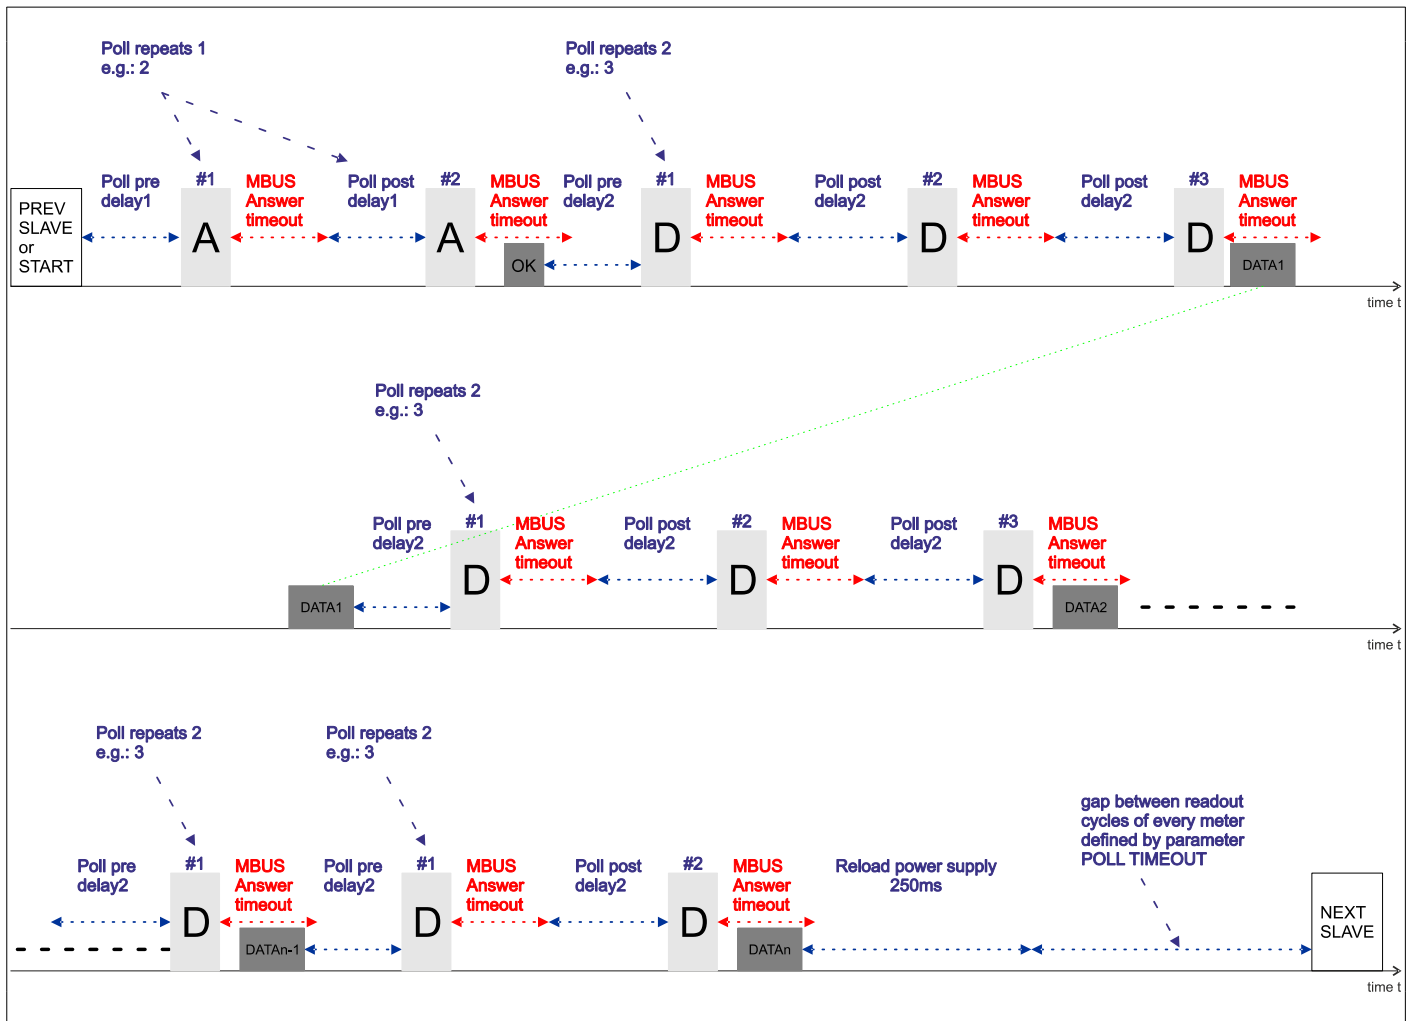 Poll repeats 1
e.g.: 2
Poll repeats 2
e.g.: 3
Poll pre
delay1
#1
MBUS
Answer
timeout
Poll post
delay1
#2
MBUS
Answer
timeout
Poll pre
delay2
#1
MBUS
Answer
timeout
Poll post
delay2
#2
MBUS
Answer
timeout
Poll post
delay2
#3
MBUS
Answer
timeout
PREV
SLAVE
or
START
A
A
OK
D
D
D
DATA1
time t
Poll repeats 2
e.g.: 3
Poll pre
delay2
#1
MBUS
Answer
timeout
Poll post
delay2
#2
MBUS
Answer
timeout
Poll post
delay2
#3
MBUS
Answer
timeout
DATA1
D
D
D
DATA2
time t
Poll repeats 2
e.g.: 3
Poll repeats 2
e.g.: 3
gap between readout
cycles of every meter
defined by parameter
POLL TIMEOUT
Poll pre
delay2
#1
MBUS
Answer
timeout
Poll pre
delay2
#1
MBUS
Answer
timeout
Poll post
delay2
#2
MBUS
Answer
timeout
Reload power supply
250ms
D
DATAn-1
D
D
DATAn
NEXT
SLAVE
time t